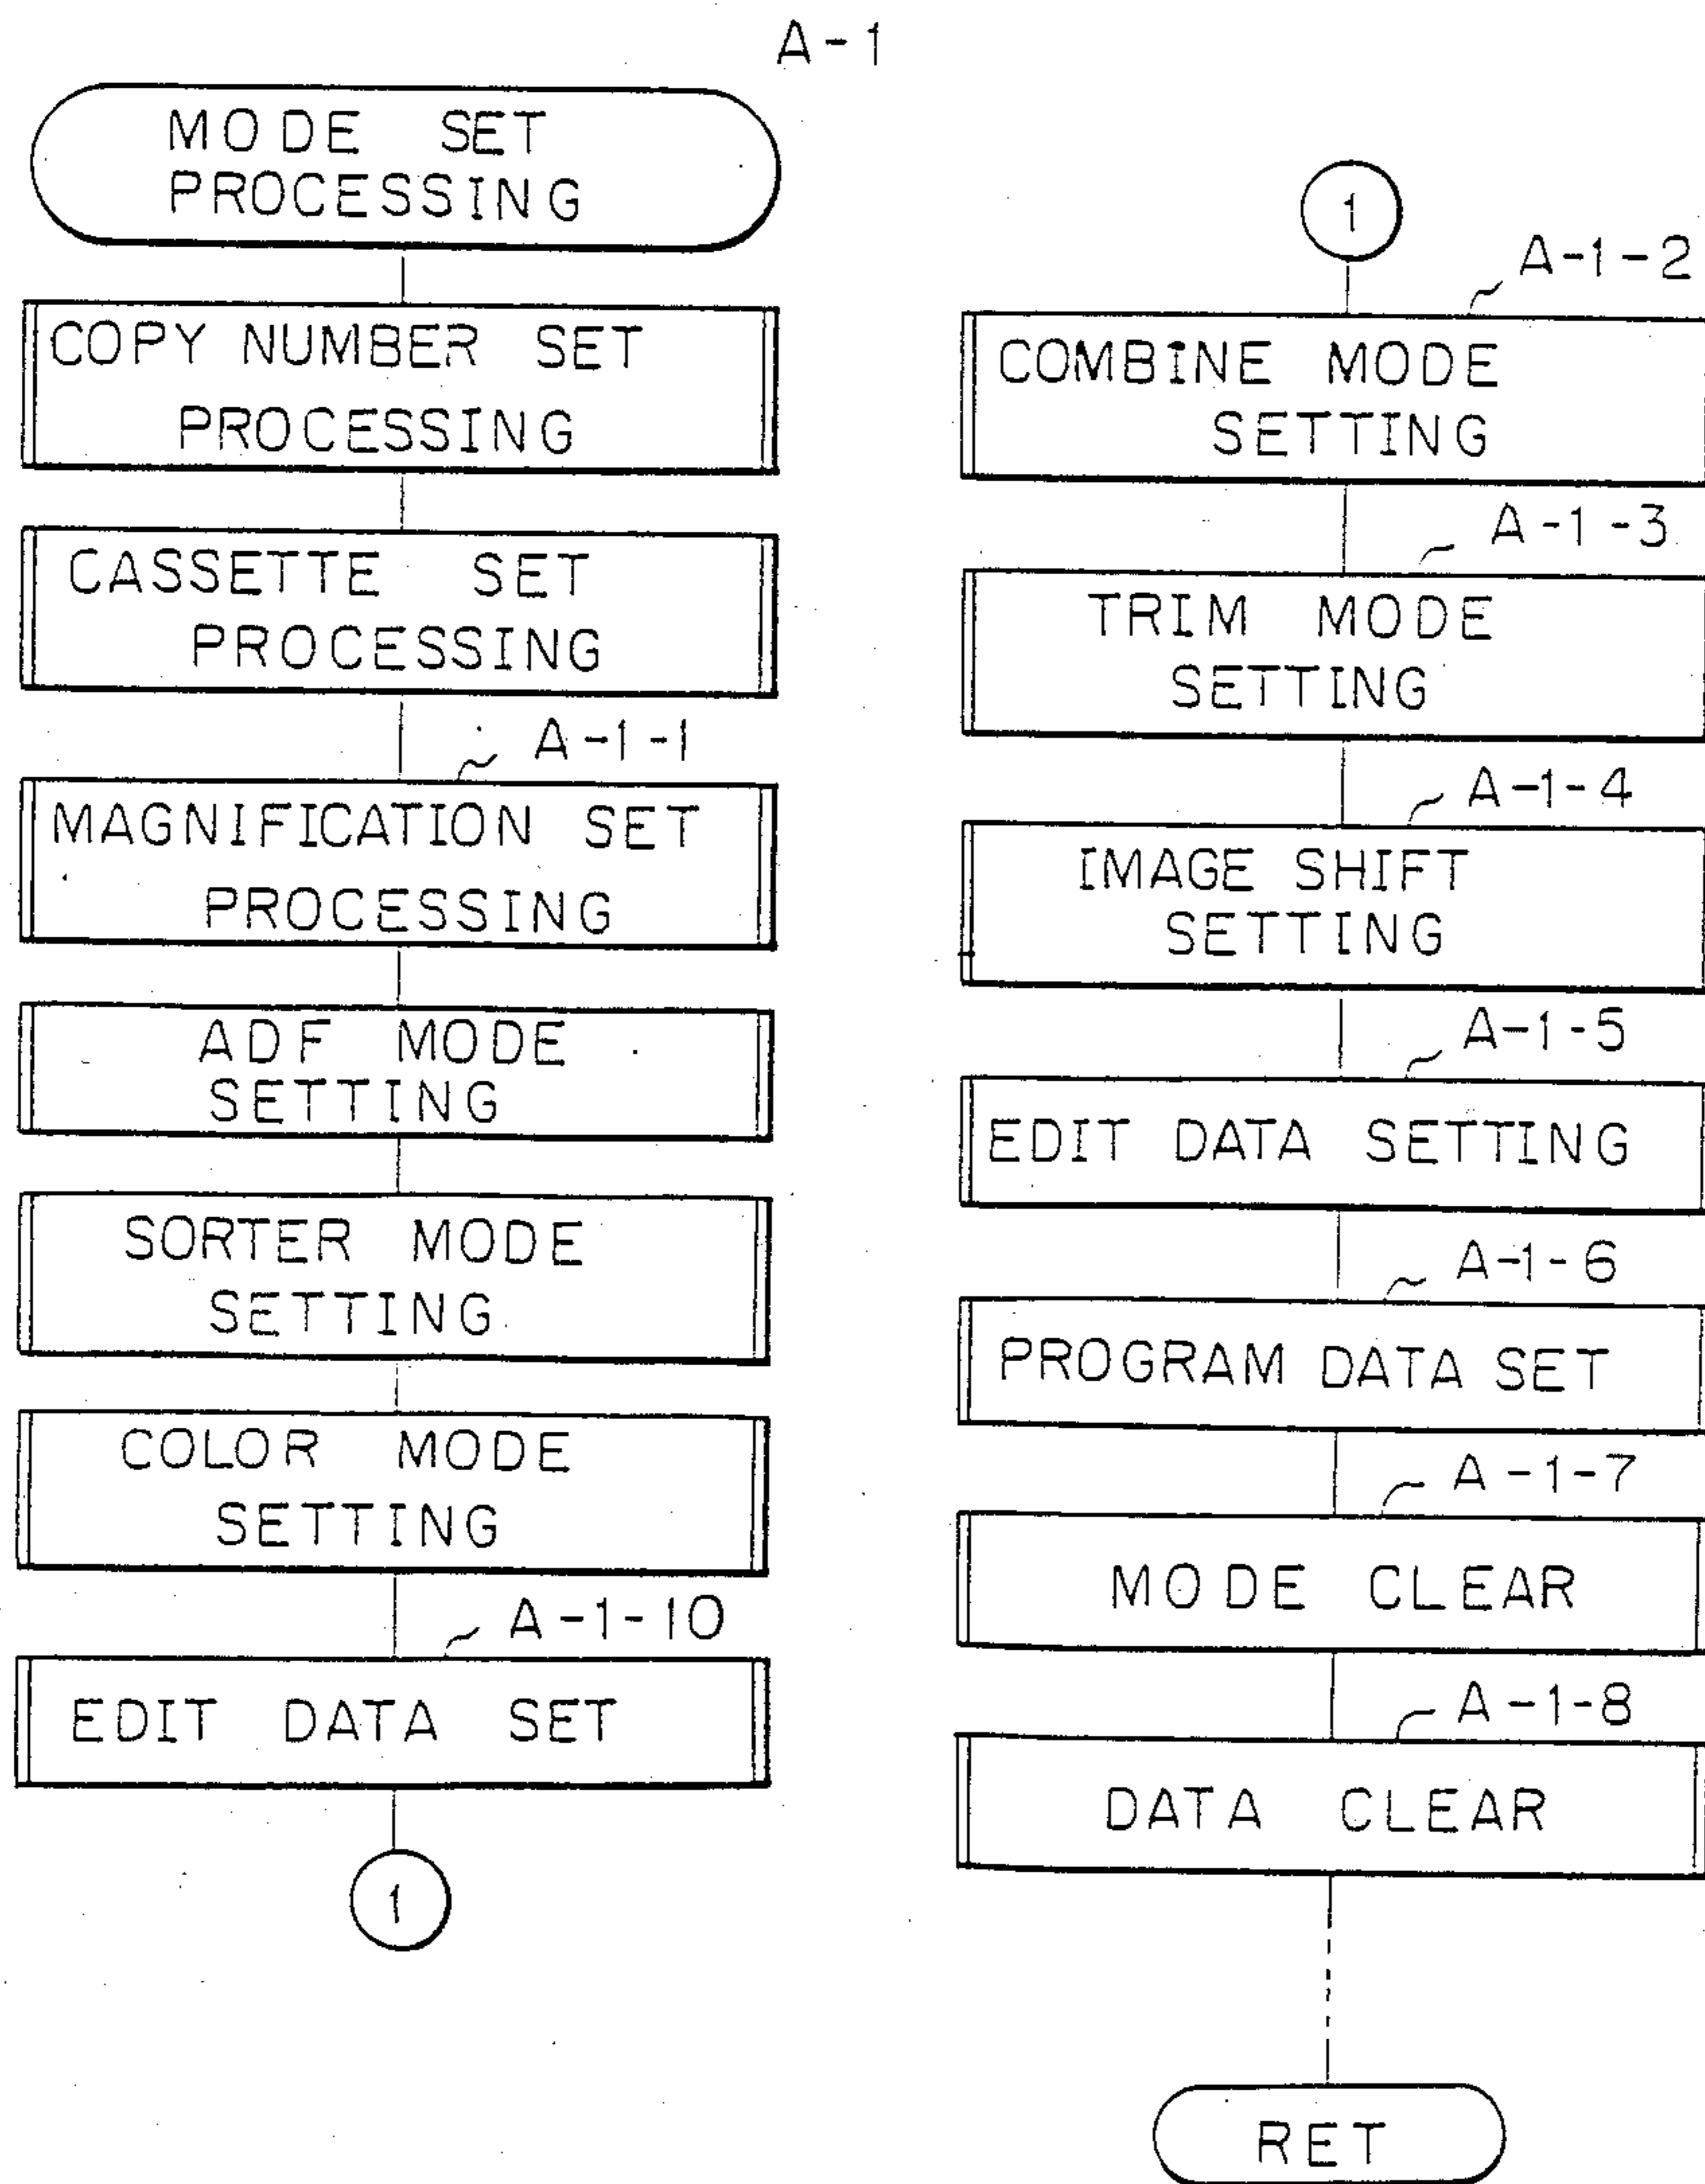 A-1
MODE SET
PROCESSING
COPY NUMBER SET
PROCESSING
CASSETTE SET
PROCESSING
A-1-1
MAGNIFICATION SET
PROCESSING
ADF MODE
SETTING
SORTER MODE
SETTING
COLOR MODE
SETTING
A-1-10
EDIT DATA SET
1
1
A-1-2
COMBINE MODE
SETTING
A-1-3
TRIM MODE
SETTING
A-1-4
IMAGE SHIFT
SETTING
A-1-5
EDIT DATA SETTING
A-1-6
PROGRAM DATA SET
A-1-7
MODE CLEAR
A-1-8
DATA CLEAR
RET